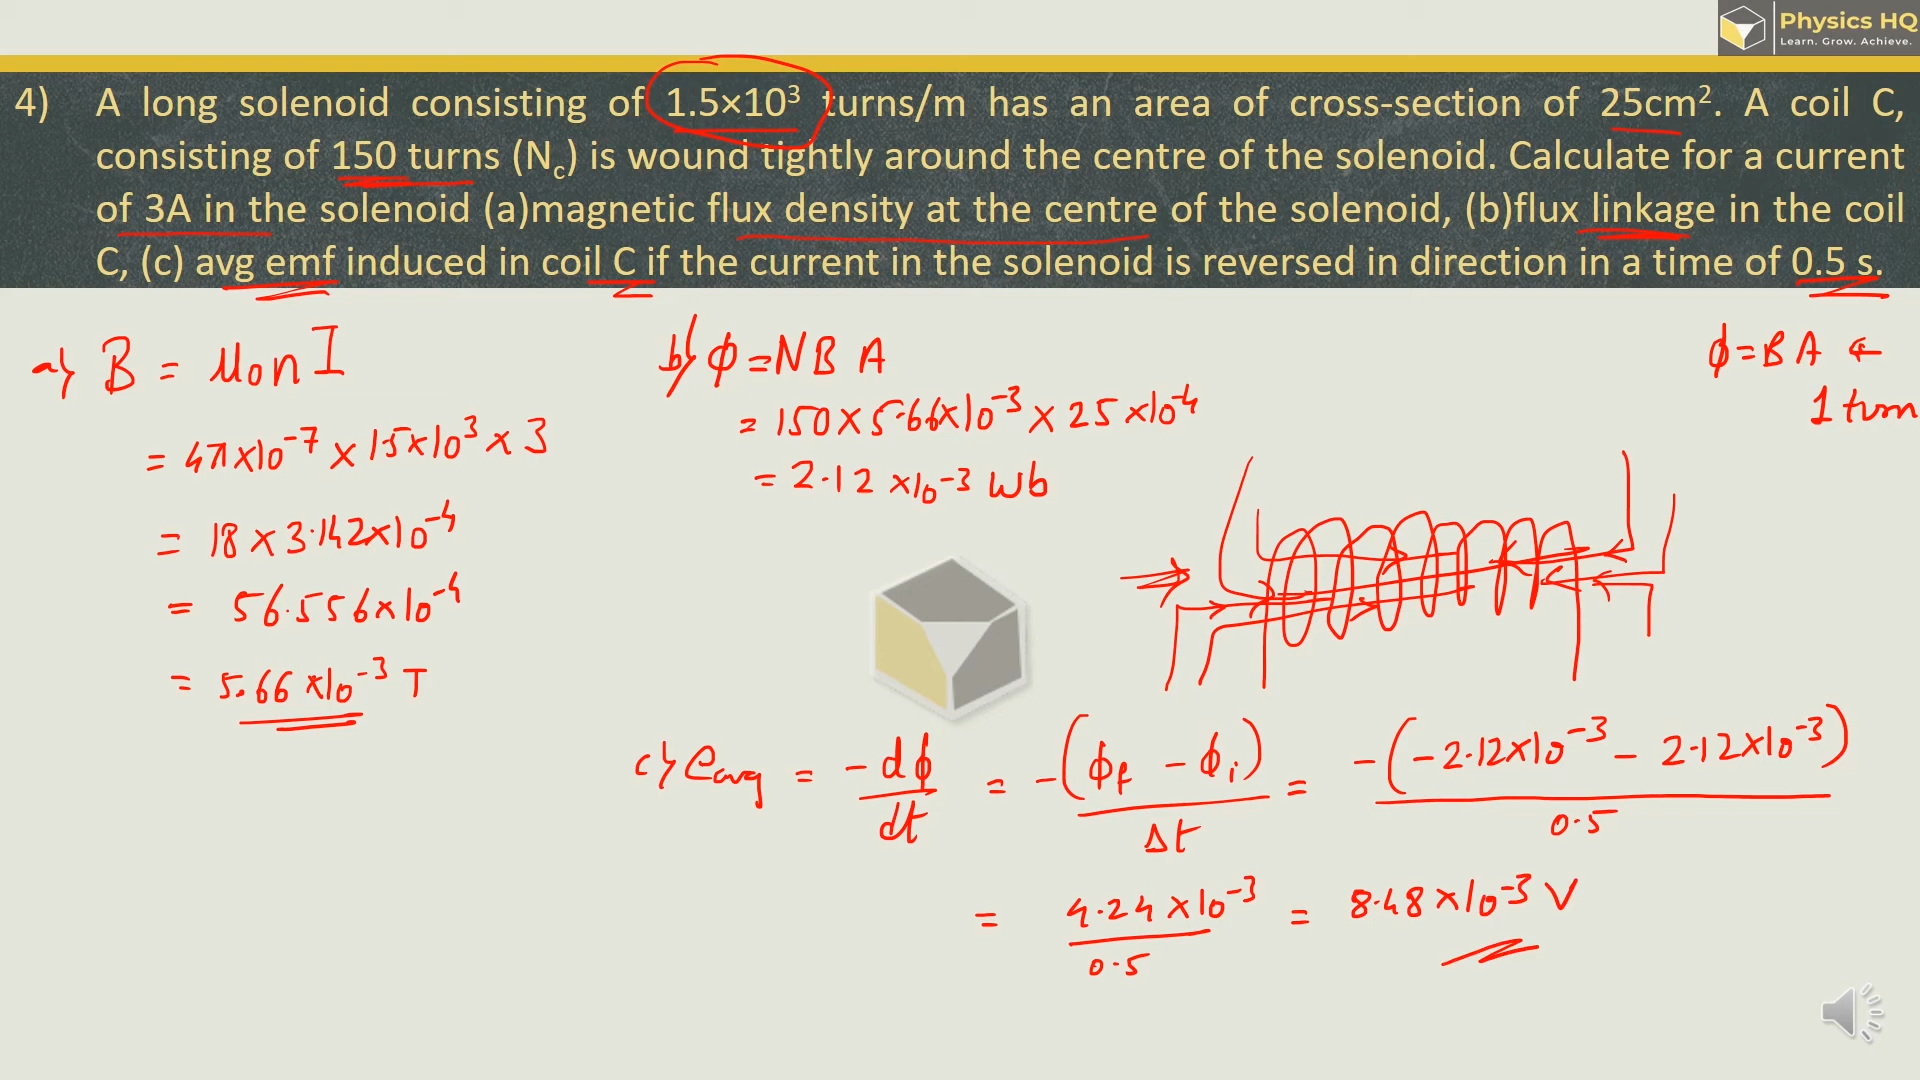 Physics HQ
Learn. Grow. Achieve.
4) A long solenoid consisting of 1.5×10³ turns/m has an area of cross-section of 25cm². A coil C,
consisting of 150 turns (Nc) is wound tightly around the centre of the solenoid. Calculate for a current
of 3A in the solenoid (a)magnetic flux density at the centre of the solenoid, (b)flux linkage in the coil
C, (c) avg emf induced in coil C if the current in the solenoid is reversed in direction in a time of 0.5 s.
a) B = μ₀nI
= 4π×10⁻⁷ × 1.5×10³ × 3
= 18 × 3.142×10⁻⁴
= 56.556×10⁻⁴
= 5.66×10⁻³ T
b) ϕ = NBA
= 150×5.66×10⁻³ × 25×10⁻⁴
= 2.12×10⁻³ Wb
ϕ = BA ←
1 turn
c) eavg = -dϕ/dt = -(ϕf - ϕi)/Δt = -(-2.12×10⁻³ - 2.12×10⁻³)/0.5
= 4.24×10⁻³/0.5 = 8.48×10⁻³ V